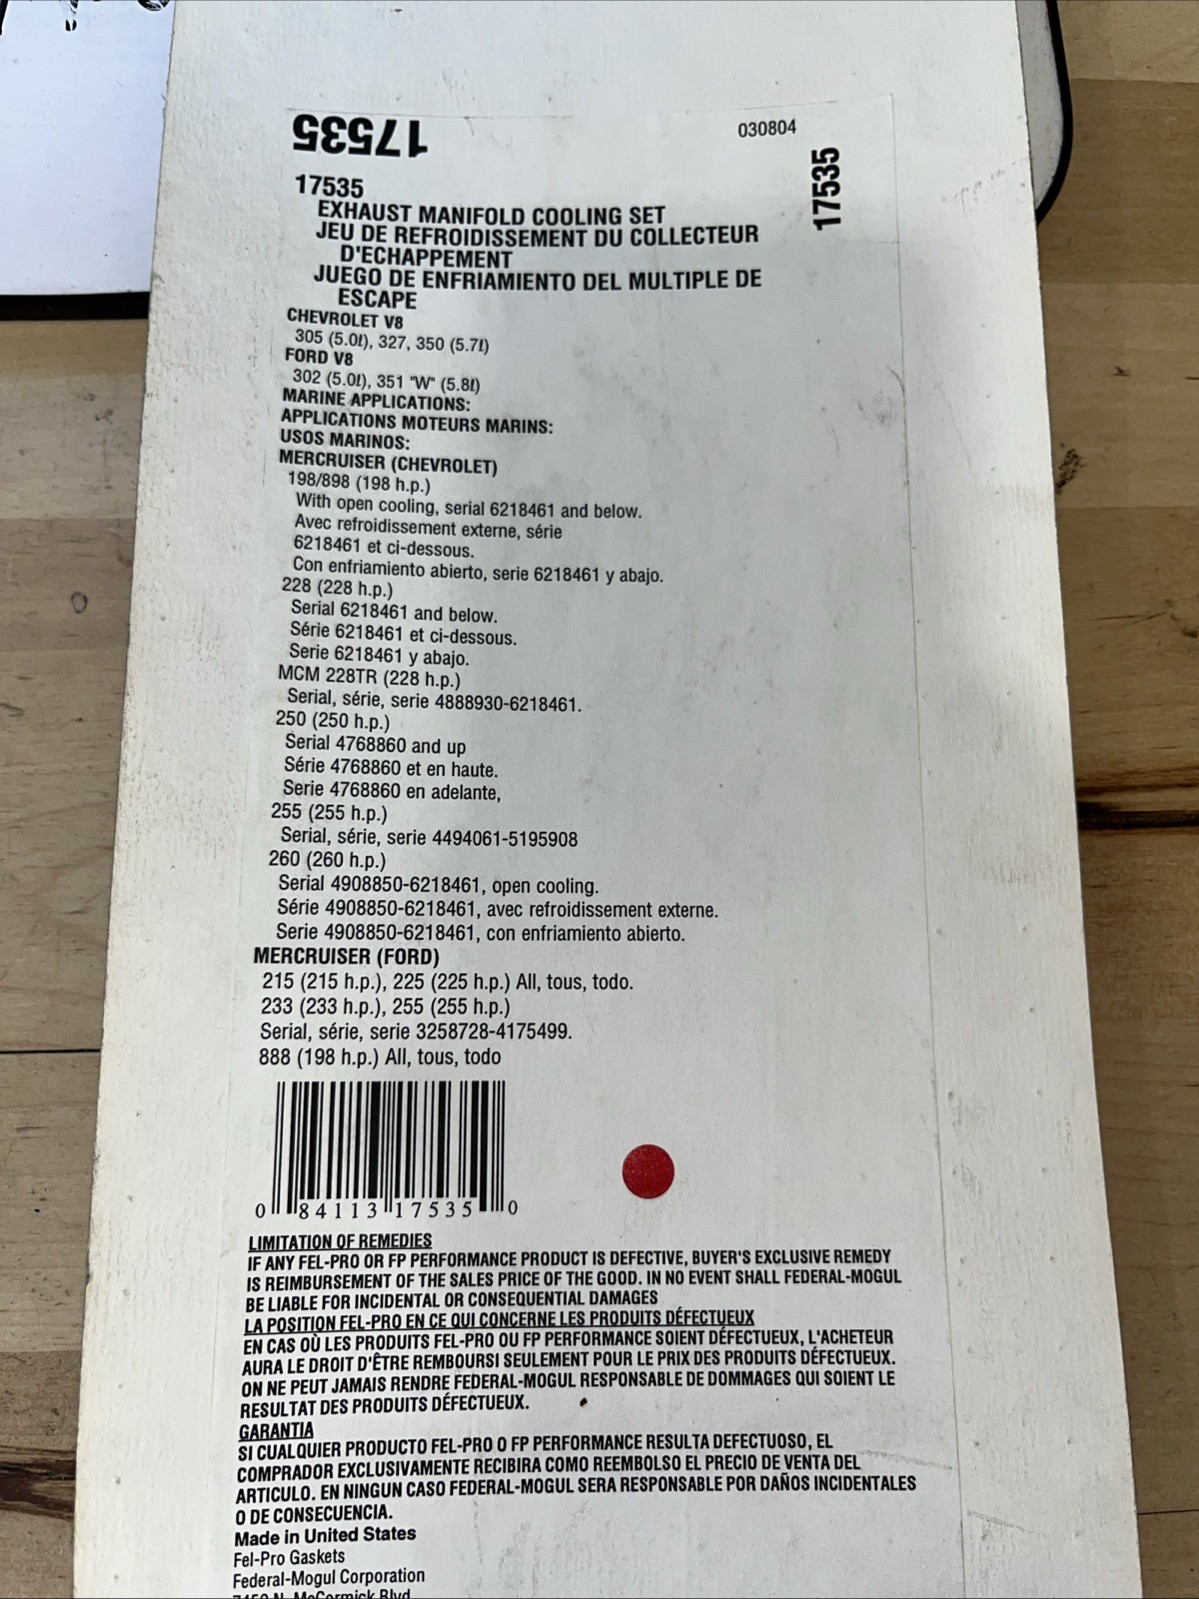 17535
030804
17535
17535
EXHAUST MANIFOLD COOLING SET
JEU DE REFROIDISSEMENT DU COLLECTEUR
D'ECHAPPEMENT
JUEGO DE ENFRIAMIENTO DEL MULTIPLE DE
ESCAPE
CHEVROLET V8
305 (5.0ℓ), 327, 350 (5.7ℓ)
FORD V8
302 (5.0ℓ), 351 "W" (5.8ℓ)
MARINE APPLICATIONS:
APPLICATIONS MOTEURS MARINS:
USOS MARINOS:
MERCRUISER (CHEVROLET)
198/898 (198 h.p.)
With open cooling, serial 6218461 and below.
Avec refroidissement externe, série
6218461 et ci-dessous.
Con enfriamiento abierto, serie 6218461 y abajo.
228 (228 h.p.)
Serial 6218461 and below.
Série 6218461 et ci-dessous.
Serie 6218461 y abajo.
MCM 228TR (228 h.p.)
Serial, série, serie 4888930-6218461.
250 (250 h.p.)
Serial 4768860 and up
Série 4768860 et en haute.
Serie 4768860 en adelante,
255 (255 h.p.)
Serial, série, serie 4494061-5195908
260 (260 h.p.)
Serial 4908850-6218461, open cooling.
Série 4908850-6218461, avec refroidissement externe.
Serie 4908850-6218461, con enfriamiento abierto.
MERCRUISER (FORD)
215 (215 h.p.), 225 (225 h.p.) All, tous, todo.
233 (233 h.p.), 255 (255 h.p.)
Serial, série, serie 3258728-4175499.
888 (198 h.p.) All, tous, todo
0 84113 17535 0
LIMITATION OF REMEDIES
IF ANY FEL-PRO OR FP PERFORMANCE PRODUCT IS DEFECTIVE, BUYER'S EXCLUSIVE REMEDY
IS REIMBURSEMENT OF THE SALES PRICE OF THE GOOD. IN NO EVENT SHALL FEDERAL-MOGUL
BE LIABLE FOR INCIDENTAL OR CONSEQUENTIAL DAMAGES
LA POSITION FEL-PRO EN CE QUI CONCERNE LES PRODUITS DÉFECTUEUX
EN CAS OÙ LES PRODUITS FEL-PRO OU FP PERFORMANCE SOIENT DÉFECTUEUX, L'ACHETEUR
AURA LE DROIT D'ÊTRE REMBOURSI SEULEMENT POUR LE PRIX DES PRODUITS DÉFECTUEUX.
ON NE PEUT JAMAIS RENDRE FEDERAL-MOGUL RESPONSABLE DE DOMMAGES QUI SOIENT LE
RESULTAT DES PRODUITS DÉFECTUEUX.
GARANTIA
SI CUALQUIER PRODUCTO FEL-PRO O FP PERFORMANCE RESULTA DEFECTUOSO, EL
COMPRADOR EXCLUSIVAMENTE RECIBIRA COMO REEMBOLSO EL PRECIO DE VENTA DEL
ARTICULO. EN NINGUN CASO FEDERAL-MOGUL SERA RESPONSABLE POR DAÑOS INCIDENTALES
O DE CONSECUENCIA.
Made in United States
Fel-Pro Gaskets
Federal-Mogul Corporation
7450 N. McCormick Blvd